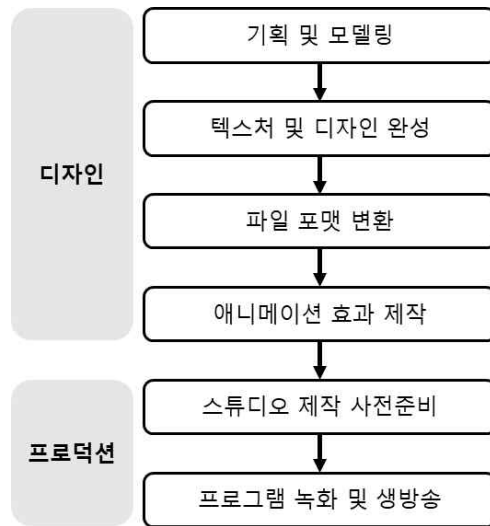 디자인
기획 및 모델링
텍스처 및 디자인 완성
파일 포맷 변환
애니메이션 효과 제작
프로덕션
스튜디오 제작 사전준비
프로그램 녹화 및 생방송